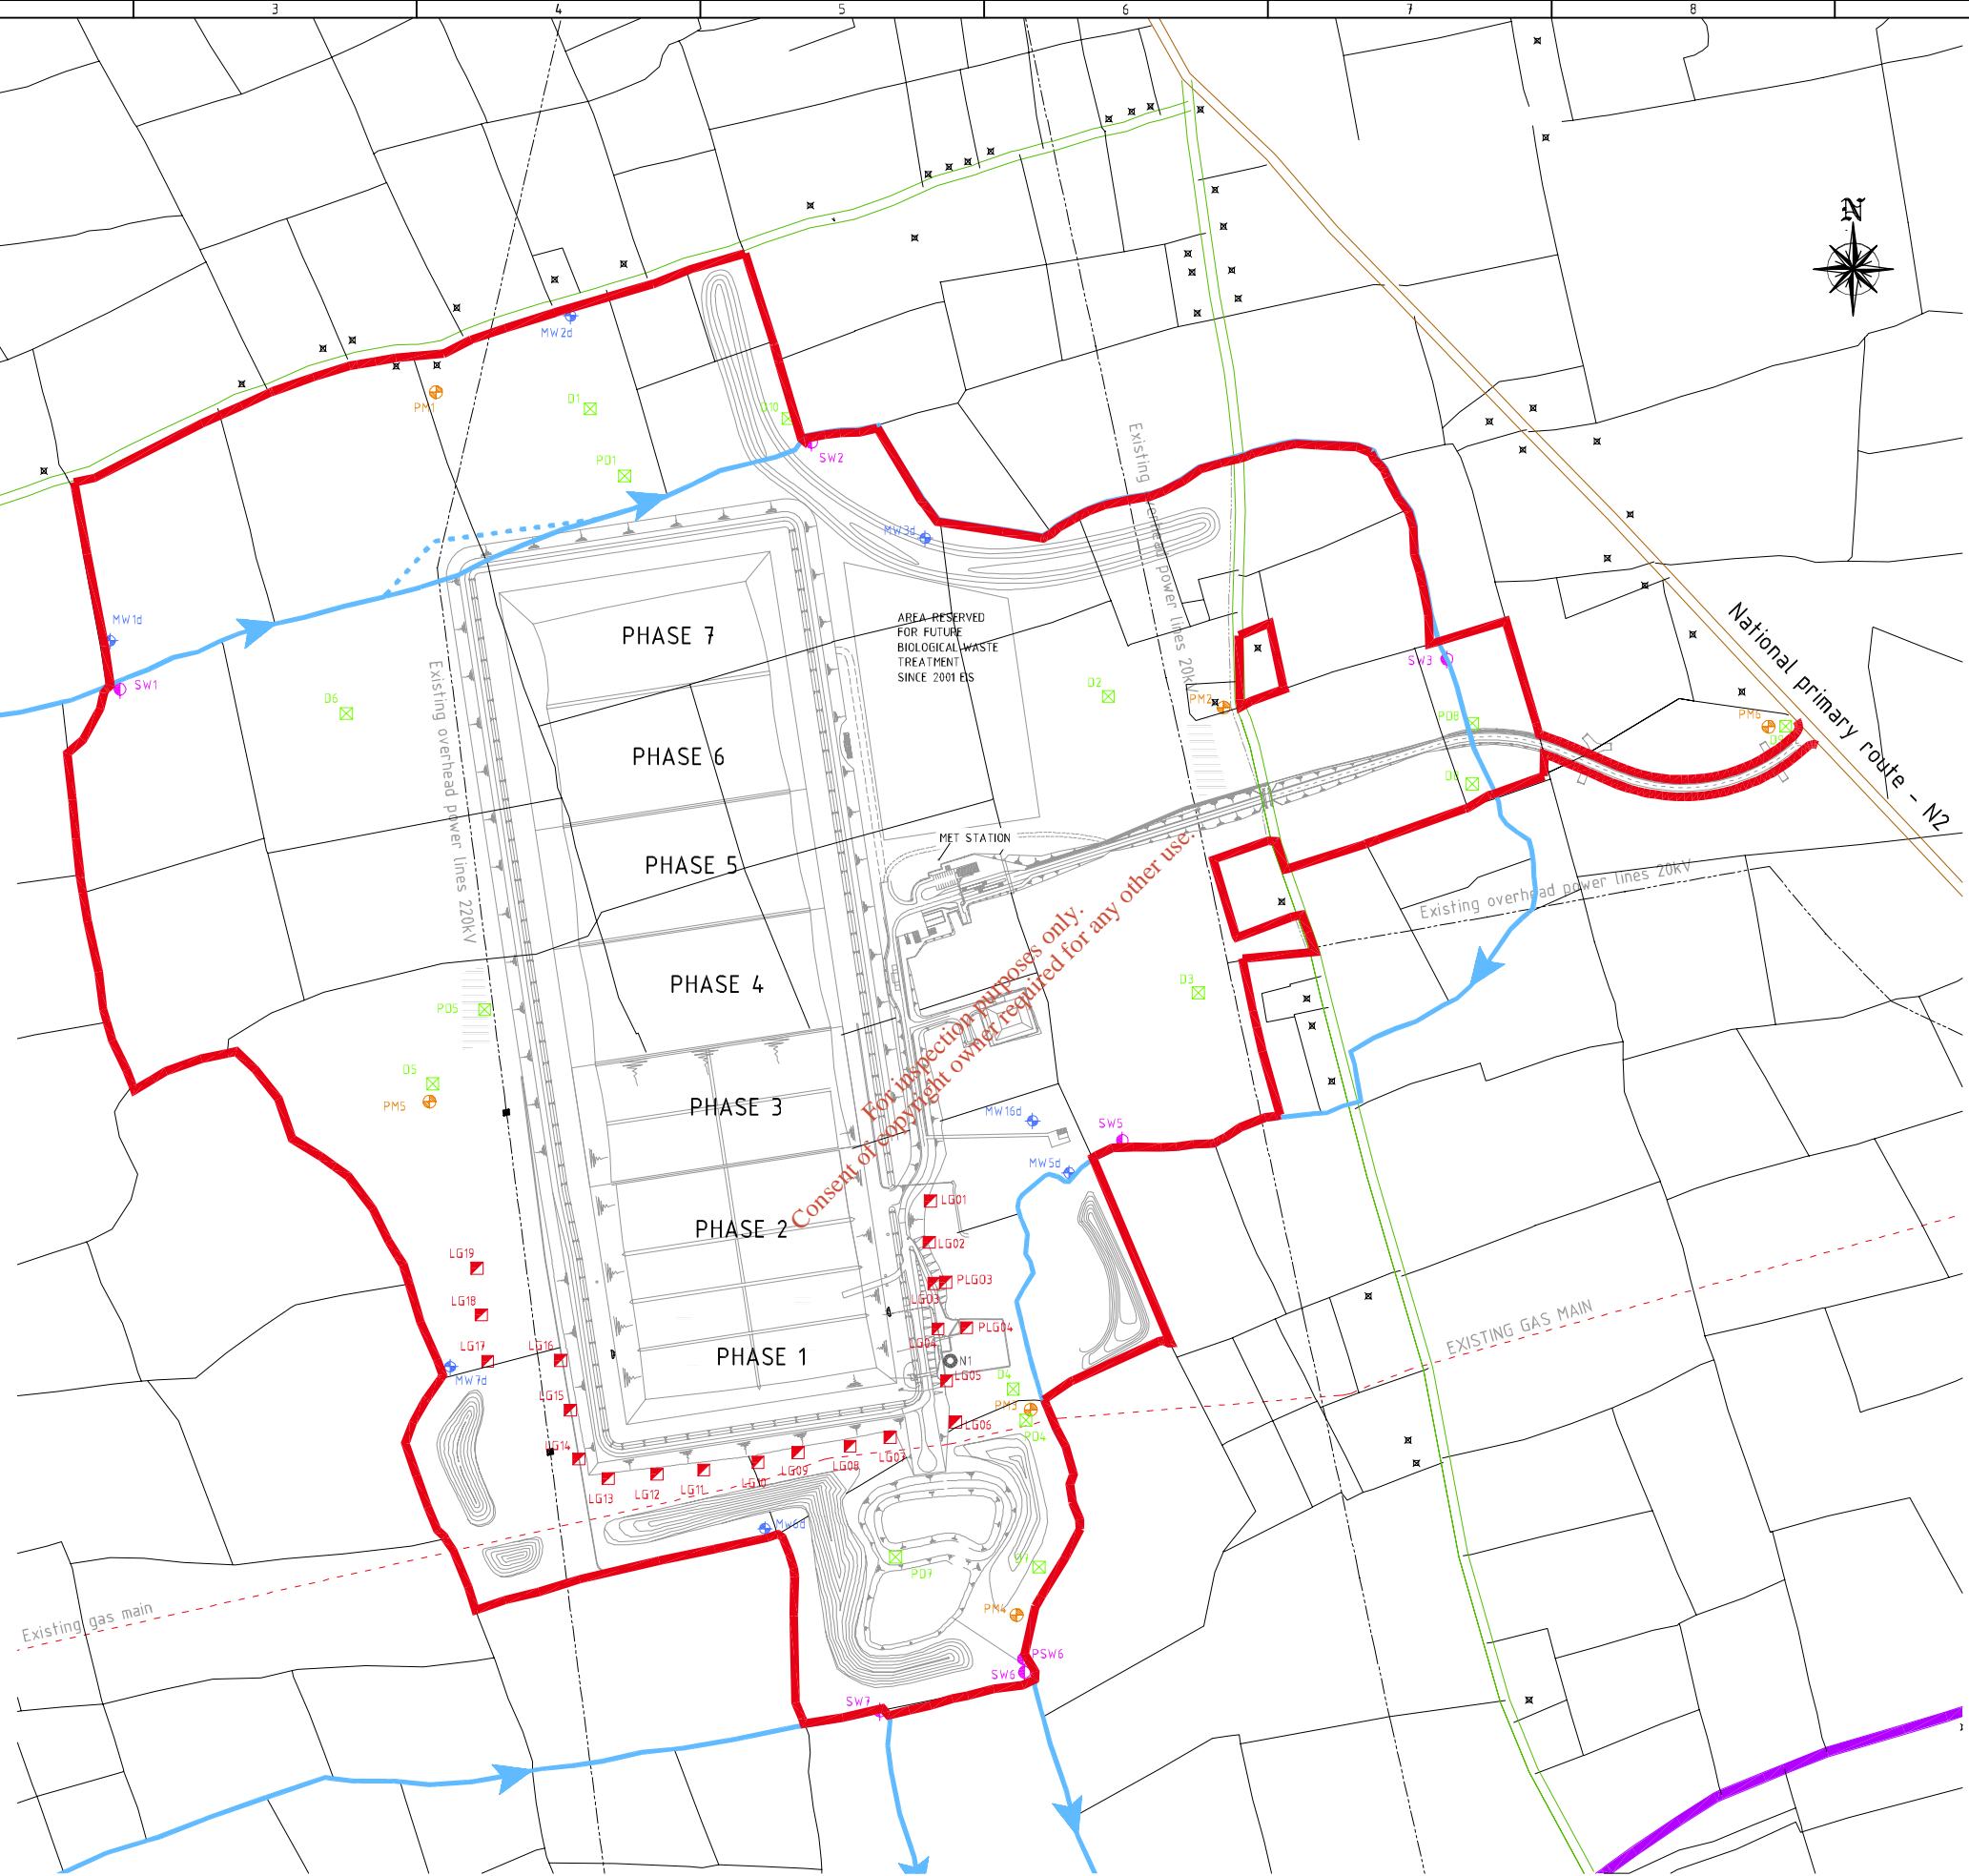 3 4 5 6 7 8
N
MW2d
PM1
D1
D10
PD1
SW2
MW3d
Existing overhead power lines 20kV
MW1d
SW1
D6
Existing overhead power lines 220kV
PHASE 7
AREA RESERVED
FOR FUTURE
BIOLOGICAL WASTE
TREATMENT
SINCE 2001 EIS
D2
PM2
SW3
PD8
PM6
National primary route - N2
PHASE 6
MET STATION
PHASE 5
Existing overhead power lines 20kV
For inspection purposes only.
Consent of copyright owner required for any other use.
PHASE 4
D3
PD5
D5
PM5
PHASE 3
MW16d
SW5
MW5d
LG01
PHASE 2
LG02
LG19
PLG03
LG03
LG18
PLG04
LG04
EXISTING GAS MAIN
LG17
LG16
PHASE 1
N1
MW7d
LG05
D4
LG15
PM3
LG06
PD4
LG14
LG07
LG08
LG09
LG10
LG11
LG12
LG13
MW6d
PD7
PM4
Existing gas main
PSW6
SW6
SW7